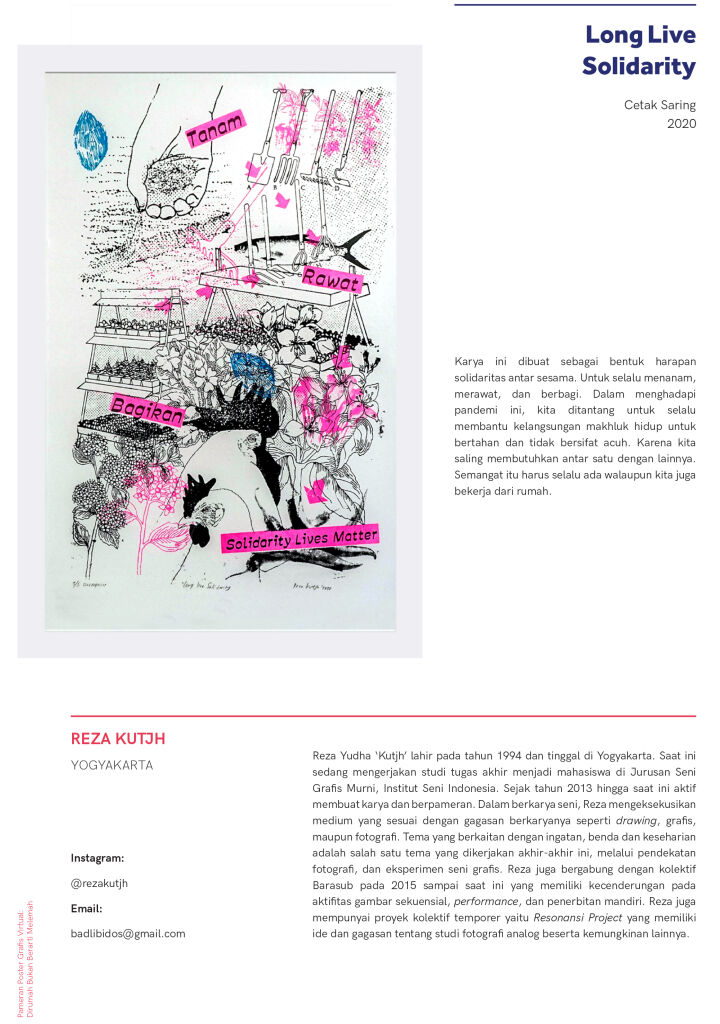 Long Live
Solidarity
Cetak Saring
2020
Tanam
A B C
Rawat
Bagikan
Solidarity Lives Matter
"Long Live Solidarity
Reza Kutjh '2020
Karya ini dibuat sebagai bentuk harapan
solidaritas antar sesama. Untuk selalu menanam,
merawat, dan berbagi. Dalam menghadapi
pandemi ini, kita ditantang untuk selalu
membantu kelangsungan makhluk hidup untuk
bertahan dan tidak bersifat acuh. Karena kita
saling membutuhkan antar satu dengan lainnya.
Semangat itu harus selalu ada walaupun kita juga
bekerja dari rumah.
REZA KUTJH
YOGYAKARTA
Instagram:
@rezakutjh
Email:
badlibidos@gmail.com
Reza Yudha ‘Kutjh’ lahir pada tahun 1994 dan tinggal di Yogyakarta. Saat ini
sedang mengerjakan studi tugas akhir menjadi mahasiswa di Jurusan Seni
Grafis Murni, Institut Seni Indonesia. Sejak tahun 2013 hingga saat ini aktif
membuat karya dan berpameran. Dalam berkarya seni, Reza mengeksekusikan
medium yang sesuai dengan gagasan berkaryanya seperti drawing, grafis,
maupun fotografi. Tema yang berkaitan dengan ingatan, benda dan keseharian
adalah salah satu tema yang dikerjakan akhir-akhir ini, melalui pendekatan
fotografi, dan eksperimen seni grafis. Reza juga bergabung dengan kolektif
Barasub pada 2015 sampai saat ini yang memiliki kecenderungan pada
aktifitas gambar sekuensial, performance, dan penerbitan mandiri. Reza juga
mempunyai proyek kolektif temporer yaitu Resonansi Project yang memiliki
ide dan gagasan tentang studi fotografi analog beserta kemungkinan lainnya.
Pameran Poster Grafis Virtual:
Dirumah Bukan Berarti Melemah